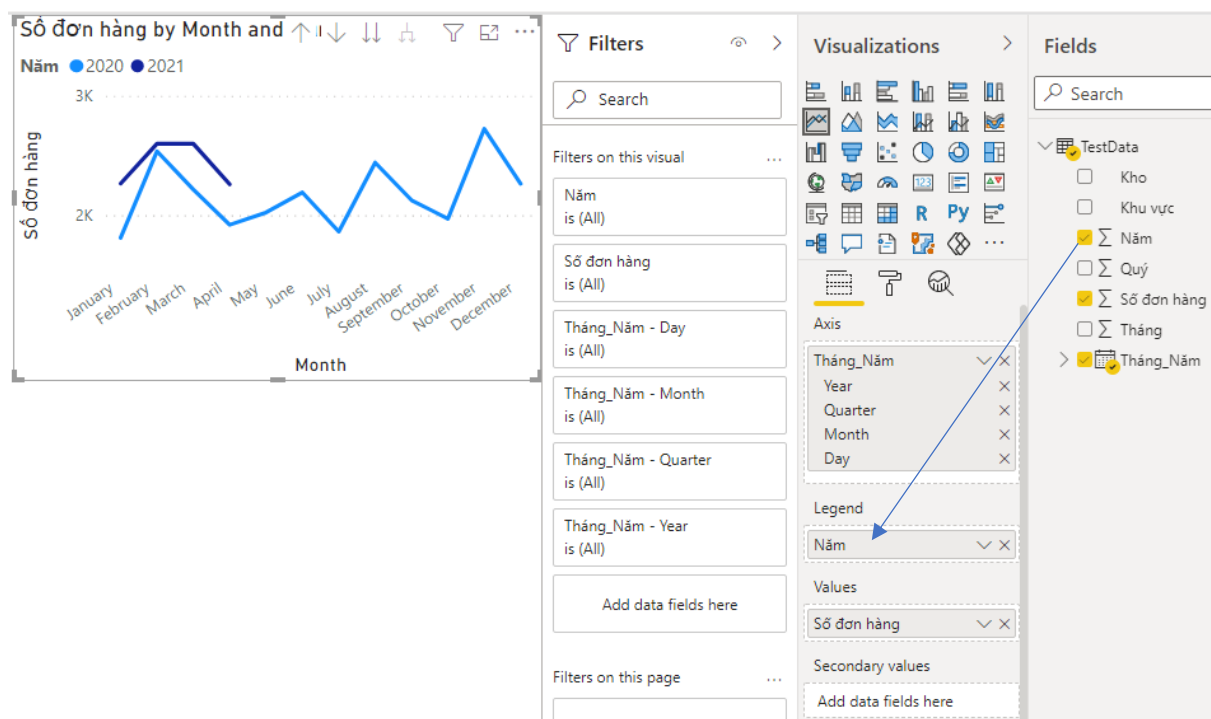 Số đơn hàng by Month and
Năm 2020 2021
3K
2K
Số đơn hàng
January
February
March
April
May
June
July
August
September
October
November
December
Month
Filters
Search
Filters on this visual
Năm
is (All)
Số đơn hàng
is (All)
Tháng_Năm - Day
is (All)
Tháng_Năm - Month
is (All)
Tháng_Năm - Quarter
is (All)
Tháng_Năm - Year
is (All)
Add data fields here
Filters on this page
Visualizations
123
R
Py
Axis
Tháng_Năm
Year
Quarter
Month
Day
Legend
Năm
Values
Số đơn hàng
Secondary values
Add data fields here
Fields
Search
TestData
Kho
Khu vực
Năm
Quý
Số đơn hàng
Tháng
Tháng_Năm